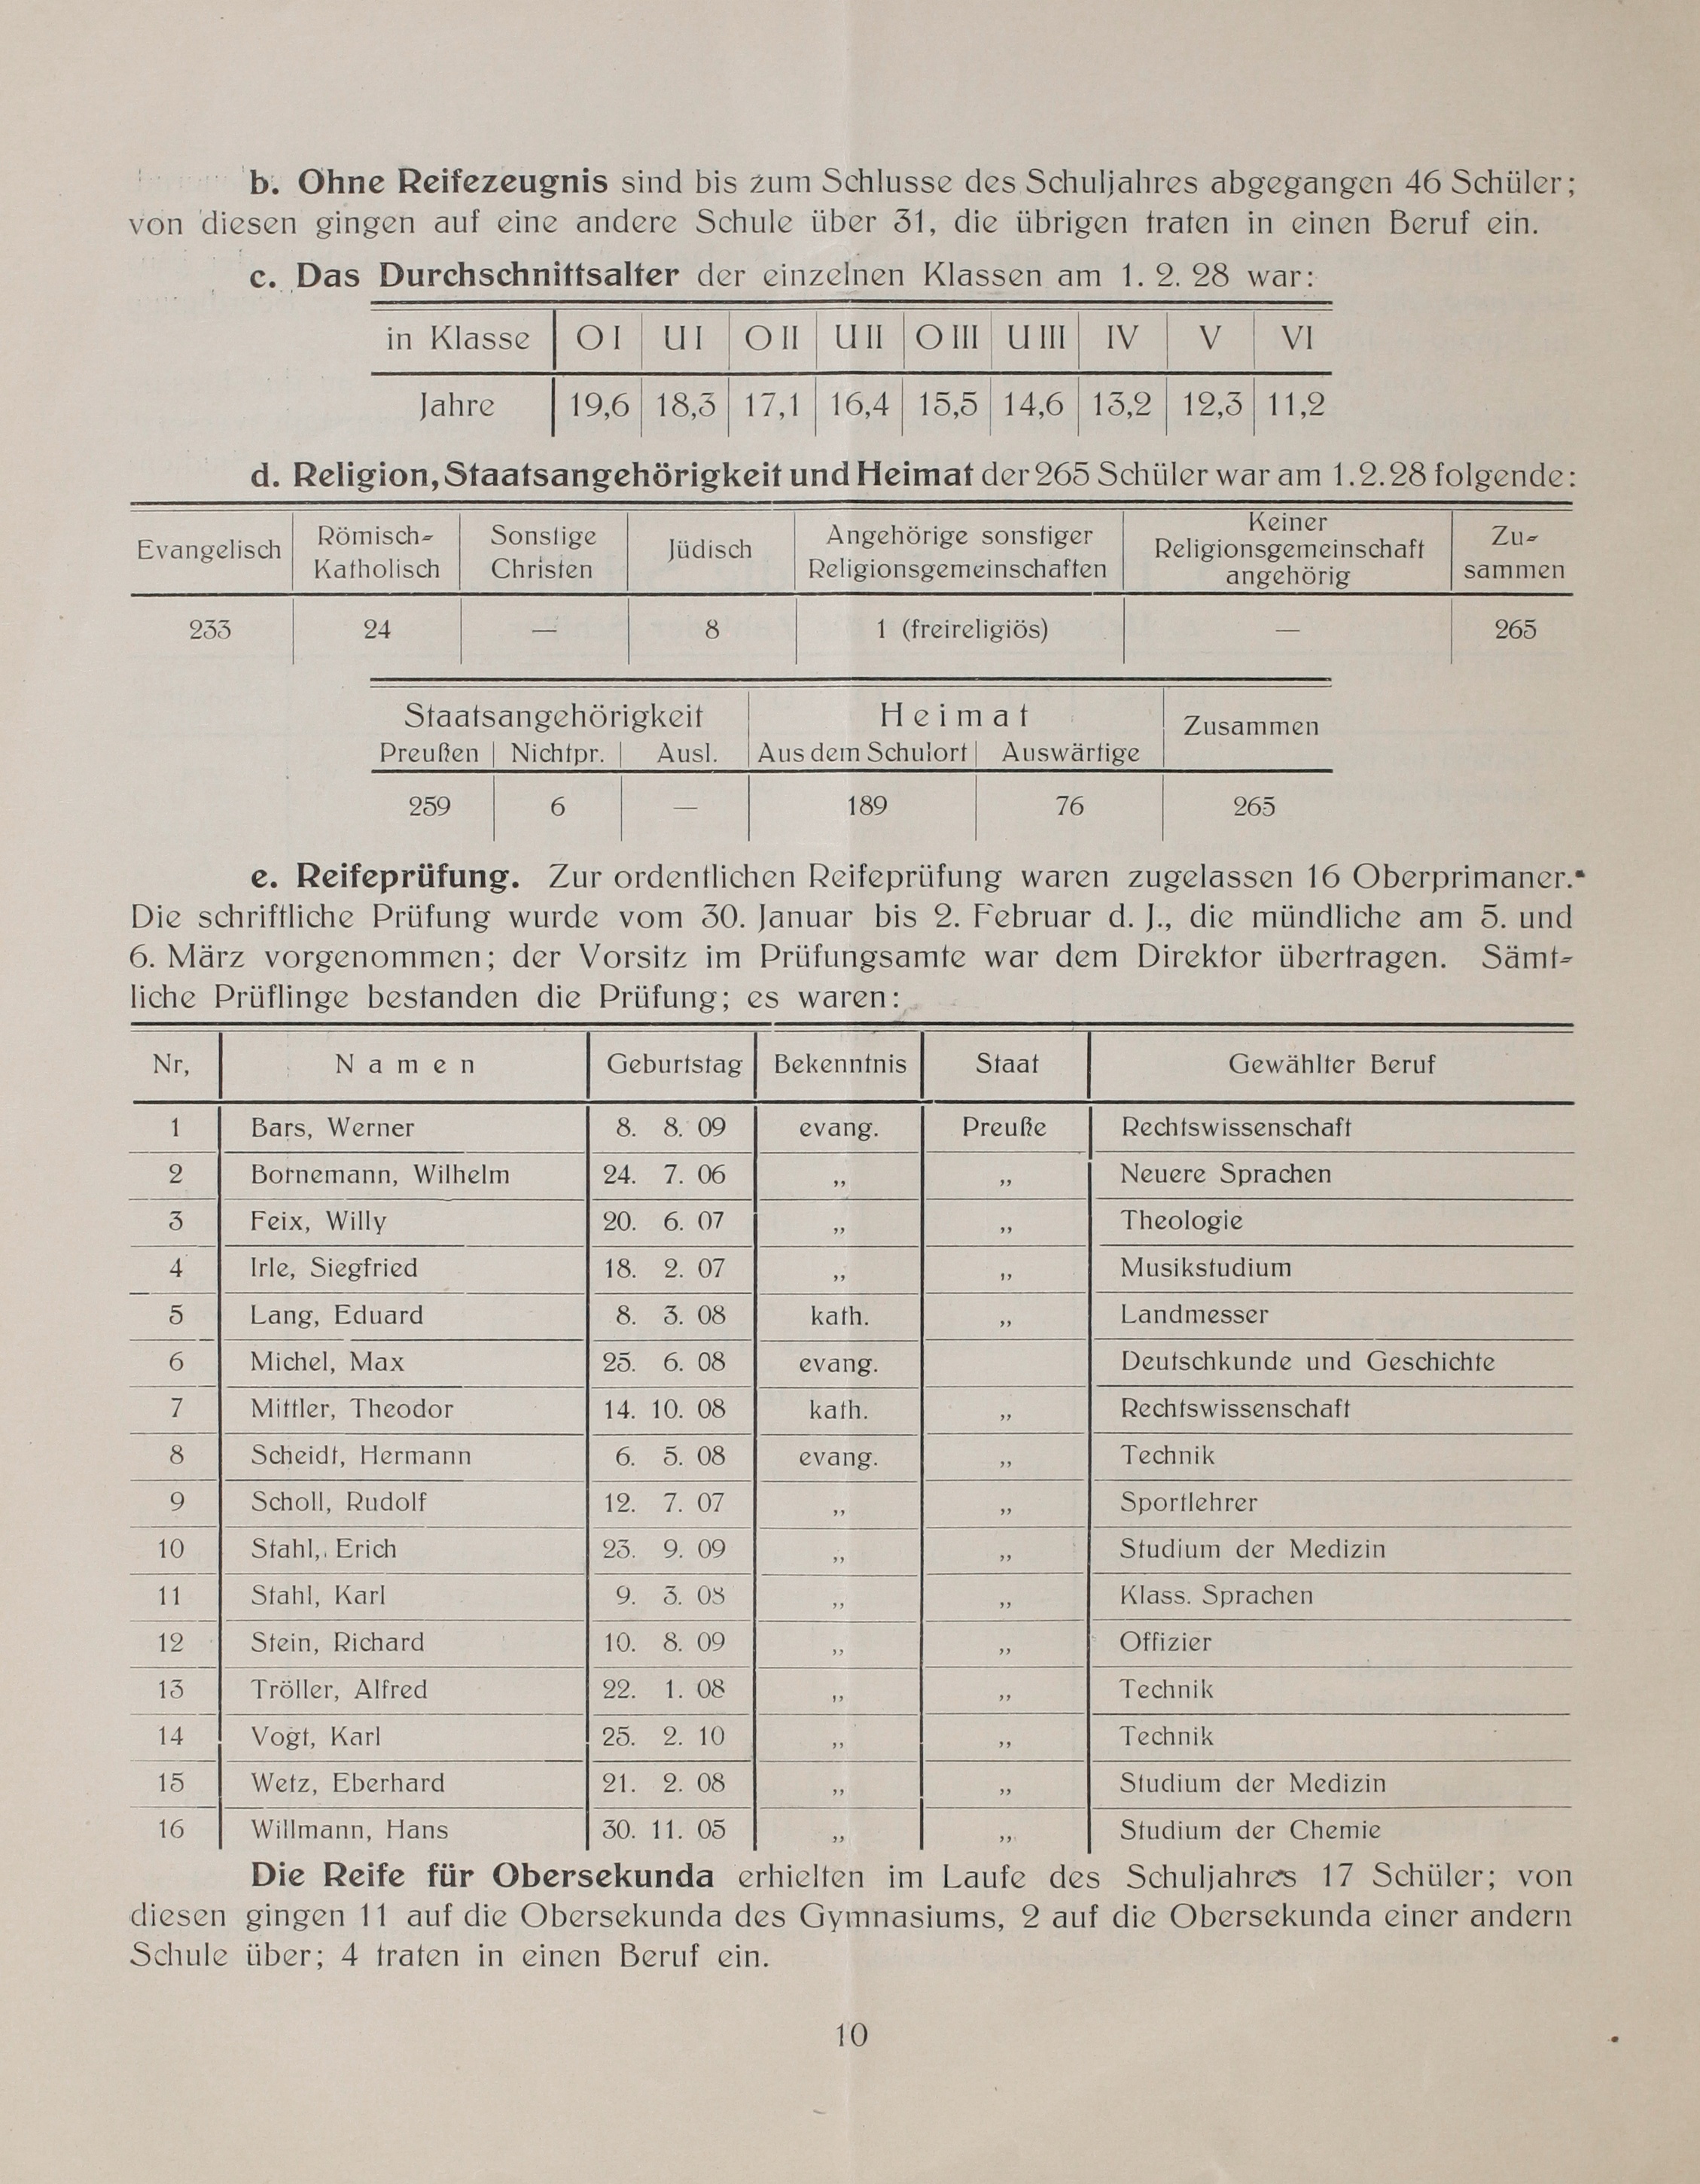 b. Ohne Reifezeugnis sind bis zum Schlusse des Schuljahres abgegangen 46 Schüler;
von diesen gingen auf eine andere Schule über 31, die übrigen traten in einen Beruf ein.
c. Das Durchschnittsalter der einzelnen Klassen am 1. 2. 28 war:
in Klasse O I U I O II U II O III U III IV V VI
Jahre 19,6 18,3 17,1 16,4 15,5 14,6 13,2 12,3 11,2
d. Religion, Staatsangehörigkeit und Heimat der 265 Schüler war am 1. 2. 28 folgende:
Evangelisch Römisch-Katholisch Sonstige Christen Jüdisch Angehörige sonstiger Religionsgemeinschaften Keiner Religionsgemeinschaft angehörig Zu-sammen
233 24 — 8 1 (freireligiös) — 265
Staatsangehörigkeit Heimat Zusammen
Preußen Nichtpr. Ausl. Aus dem Schulort Auswärtige
259 6 — 189 76 265
e. Reifeprüfung. Zur ordentlichen Reifeprüfung waren zugelassen 16 Oberprimaner.
Die schriftliche Prüfung wurde vom 30. Januar bis 2. Februar d. J., die mündliche am 5. und
6. März vorgenommen; der Vorsitz im Prüfungsamte war dem Direktor übertragen. Sämt-
liche Prüflinge bestanden die Prüfung; es waren:
Nr, Namen Geburtstag Bekenntnis Staat Gewählter Beruf
1 Bars, Werner 8. 8. 09 evang. Preuße Rechtswissenschaft
2 Bornemann, Wilhelm 24. 7. 06 „ „ Neuere Sprachen
3 Feix, Willy 20. 6. 07 „ „ Theologie
4 Irle, Siegfried 18. 2. 07 „ „ Musikstudium
5 Lang, Eduard 8. 3. 08 kath. „ Landmesser
6 Michel, Max 25. 6. 08 evang. Deutschkunde und Geschichte
7 Mittler, Theodor 14. 10. 08 kath. „ Rechtswissenschaft
8 Scheidt, Hermann 6. 5. 08 evang. „ Technik
9 Scholl, Rudolf 12. 7. 07 „ „ Sportlehrer
10 Stahl, Erich 23. 9. 09 „ „ Studium der Medizin
11 Stahl, Karl 9. 3. 08 „ „ Klass. Sprachen
12 Stein, Richard 10. 8. 09 „ „ Offizier
13 Tröller, Alfred 22. 1. 08 „ „ Technik
14 Vogt, Karl 25. 2. 10 „ „ Technik
15 Wetz, Eberhard 21. 2. 08 „ „ Studium der Medizin
16 Willmann, Hans 30. 11. 05 „ „ Studium der Chemie
Die Reife für Obersekunda erhielten im Laufe des Schuljahres 17 Schüler; von
diesen gingen 11 auf die Obersekunda des Gymnasiums, 2 auf die Obersekunda einer andern
Schule über; 4 traten in einen Beruf ein.
10